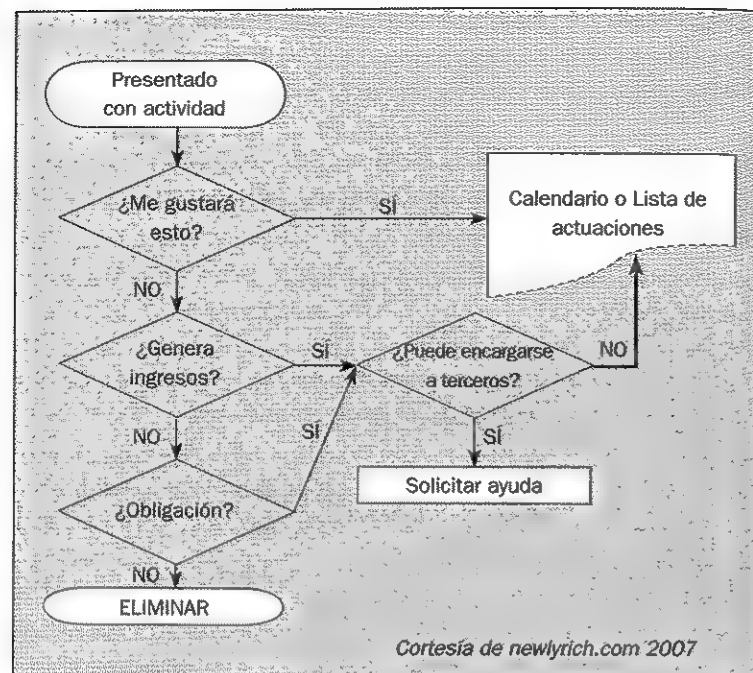 Presentado
con actividad
¿Me gustará
esto?
SÍ
Calendario o Lista de
actuaciones
NO
¿Genera
ingresos?
SÍ
¿Puede encargarse
a terceros?
NO
NO
SÍ
SÍ
¿Obligación?
Solicitar ayuda
NO
ELIMINAR
Cortesía de newlyrich.com 2007